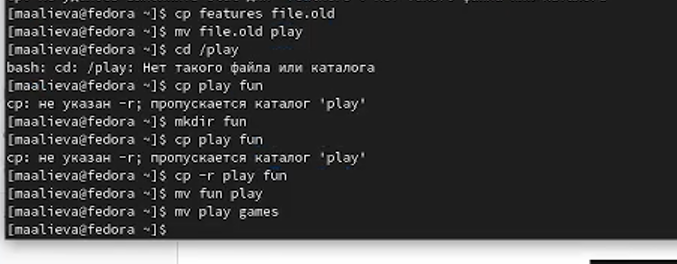 [maalieva@fedora ~]$ cp features file.old
[maalieva@fedora ~]$ mv file.old play
[maalieva@fedora ~]$ cd /play
bash: cd: /play: Нет такого файла или каталога
[maalieva@fedora ~]$ cp play fun
cp: не указан -r; пропускается каталог 'play'
[maalieva@fedora ~]$ mkdir fun
[maalieva@fedora ~]$ cp play fun
cp: не указан -r; пропускается каталог 'play'
[maalieva@fedora ~]$ cp -r play fun
[maalieva@fedora ~]$ mv fun play
[maalieva@fedora ~]$ mv play games
[maalieva@fedora ~]$